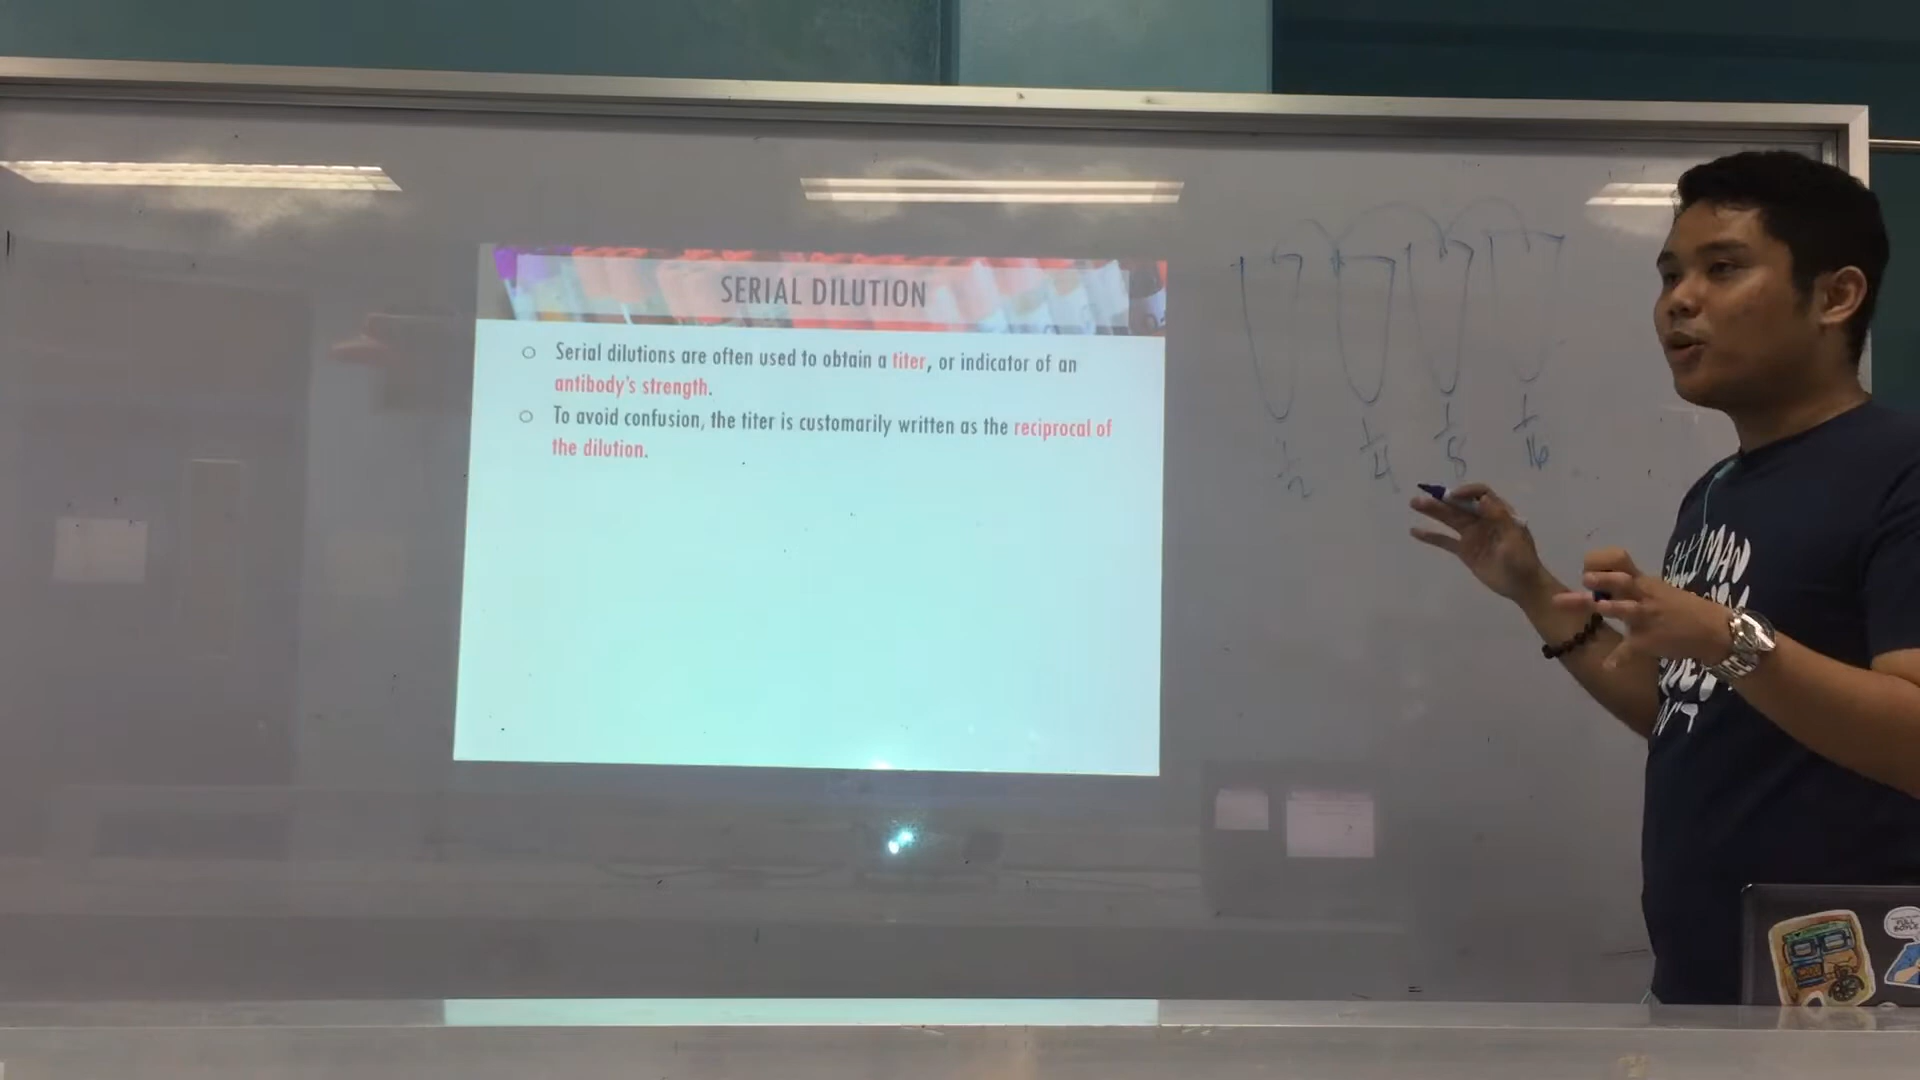 SERIAL DILUTION
Serial dilutions are often used to obtain a titer, or indicator of an
antibody's strength.
To avoid confusion, the titer is customarily written as the reciprocal of
the dilution.
1/2 1/4 1/8 1/16
MAN